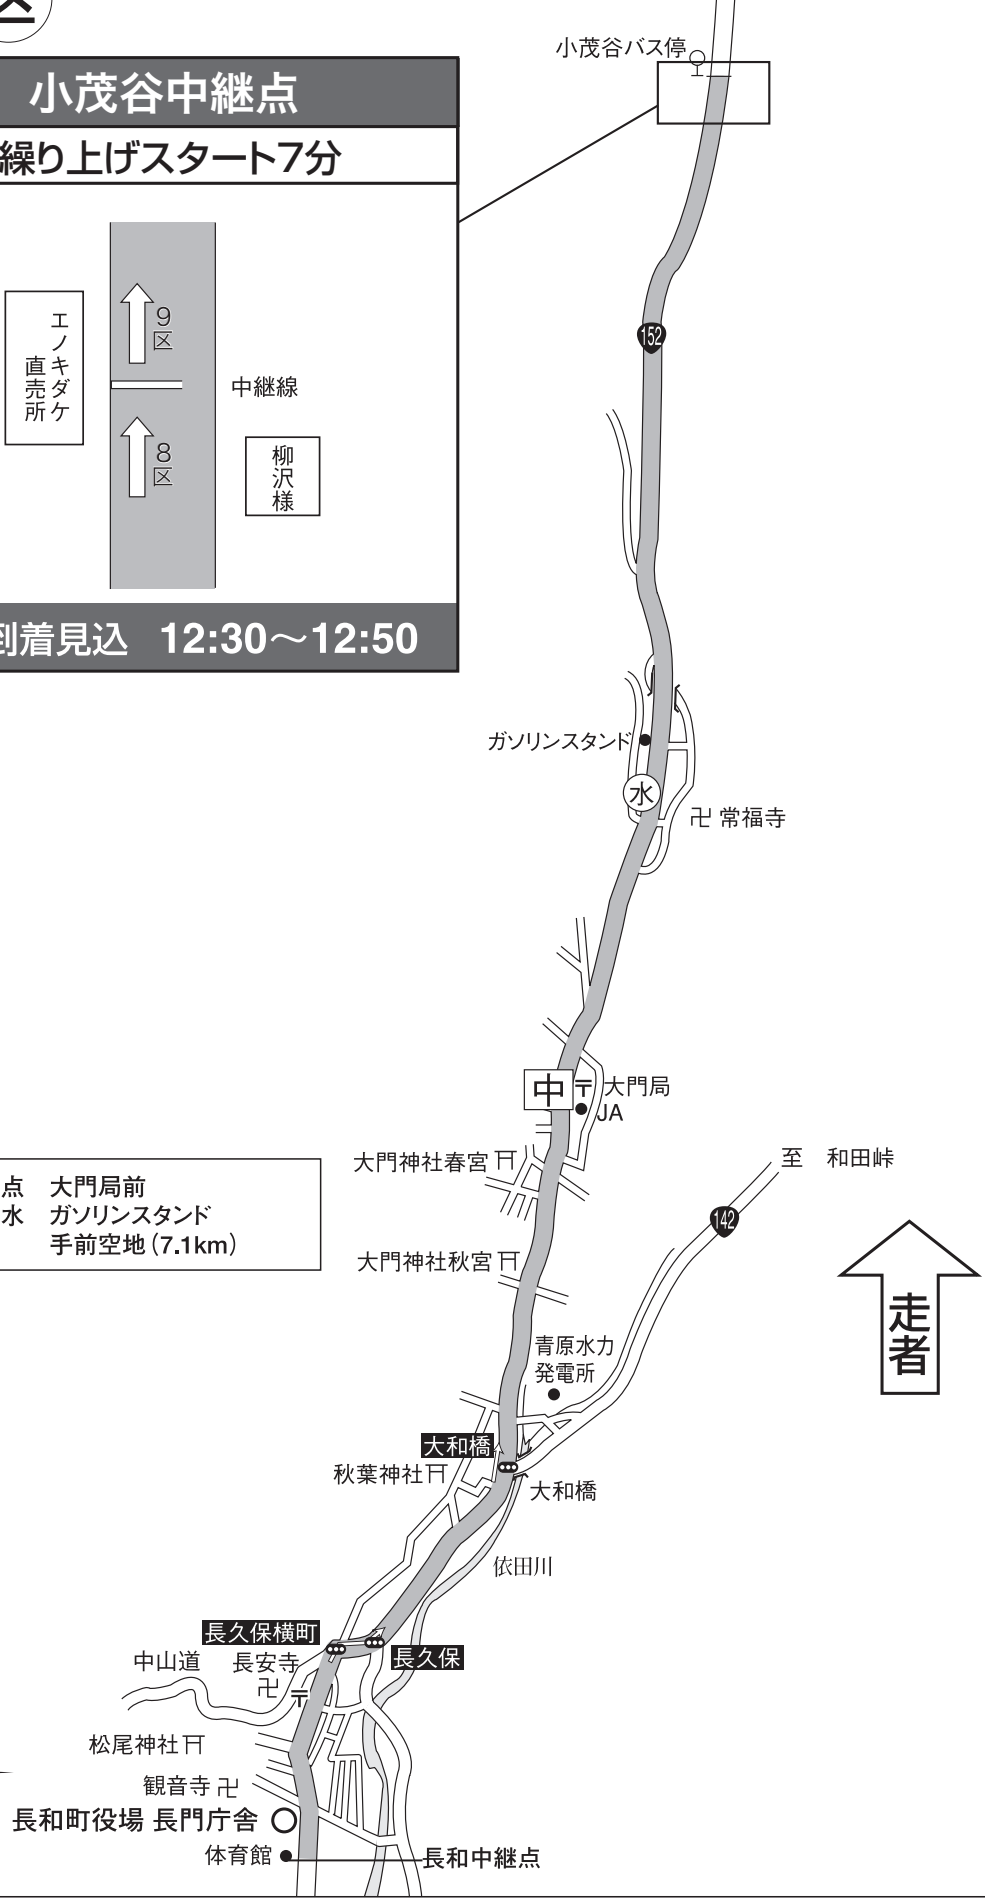 区
小茂谷中継点
繰り上げスタート7分
エノキダケ
直売所
9区
中継線
8区
柳沢様
到着見込 12:30～12:50
小茂谷バス停
152
ガソリンスタンド
水
卍 常福寺
中
〒 大門局
JA
大門神社春宮
至 和田峠
142
点 大門局前
水 ガソリンスタンド
手前空地(7.1km)
大門神社秋宮
走者
青原水力
発電所
大和橋
秋葉神社
大和橋
依田川
長久保横町
長久保
中山道
長安寺
卍
〒
松尾神社
観音寺 卍
長和町役場 長門庁舎
体育館
長和中継点